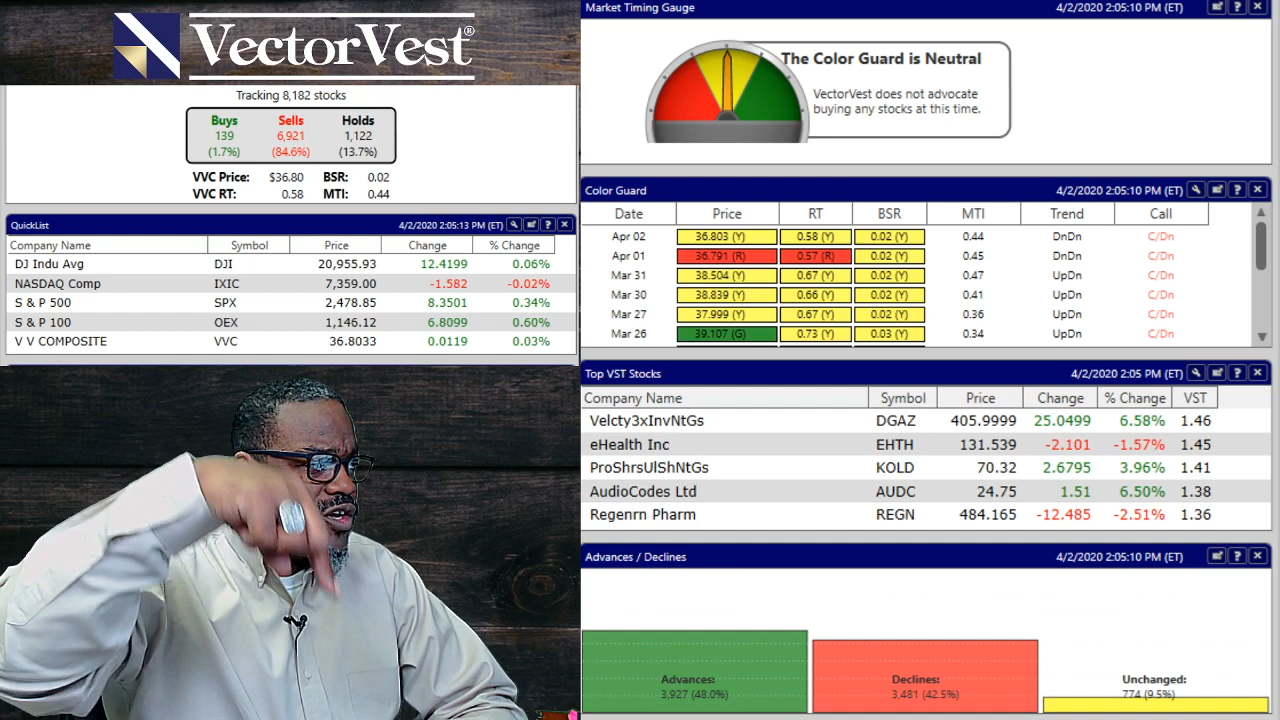 VectorVest®
Tracking 8,182 stocks
Buys Sells Holds
139 6,921 1,122
(1.7%) (84.6%) (13.7%)
VVC Price: $36.80 BSR: 0.02
VVC RT: 0.58 MTI: 0.44
QuickList 4/2/2020 2:05:13 PM (ET)
Company Name Symbol Price Change % Change
DJ Indu Avg DJI 20,955.93 12.4199 0.06%
NASDAQ Comp IXIC 7,359.00 -1.582 -0.02%
S & P 500 SPX 2,478.85 8.3501 0.34%
S & P 100 OEX 1,146.12 6.8099 0.60%
COMPOSITE VVC 36.8033 0.0119 0.03%
Market Timing Gauge 4/2/2020 2:05:10 PM (ET)
The Color Guard is Neutral
VectorVest does not advocate
buying any stocks at this time.
Color Guard 4/2/2020 2:05:10 PM (ET)
Date Price RT BSR MTI Trend Call
Apr 02 36.803 (Y) 0.58 (Y) 0.02 (Y) 0.44 DnDn C/Dn
Apr 01 36.791 (R) 0.57 (R) 0.02 (Y) 0.45 DnDn C/Dn
Mar 31 38.504 (Y) 0.67 (Y) 0.02 (Y) 0.47 UpDn C/Dn
Mar 30 38.839 (Y) 0.66 (Y) 0.02 (Y) 0.41 UpDn C/Dn
Mar 27 37.999 (Y) 0.67 (Y) 0.02 (Y) 0.36 UpDn C/Dn
Mar 26 39.107 (G) 0.73 (Y) 0.03 (Y) 0.34 UpDn C/Dn
Top VST Stocks 4/2/2020 2:05 PM (ET)
Company Name Symbol Price Change % Change VST
Velcty3xInvNtGs DGAZ 405.9999 25.0499 6.58% 1.46
eHealth Inc EHTH 131.539 -2.101 -1.57% 1.45
ProShrsUlShNtGs KOLD 70.32 2.6795 3.96% 1.41
AudioCodes Ltd AUDC 24.75 1.51 6.50% 1.38
Regenrn Pharm REGN 484.165 -12.485 -2.51% 1.36
Advances / Declines 4/2/2020 2:05:10 PM (ET)
Advances: Declines: Unchanged:
3,927 (48.0%) 3,481 (42.5%) 774 (9.5%)